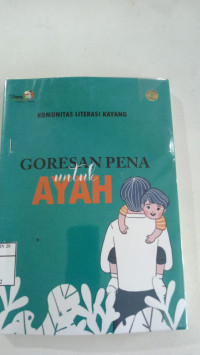 KOMUNITAS LITERASI KAYANG
GORESAN PENA
untuk
AYAH